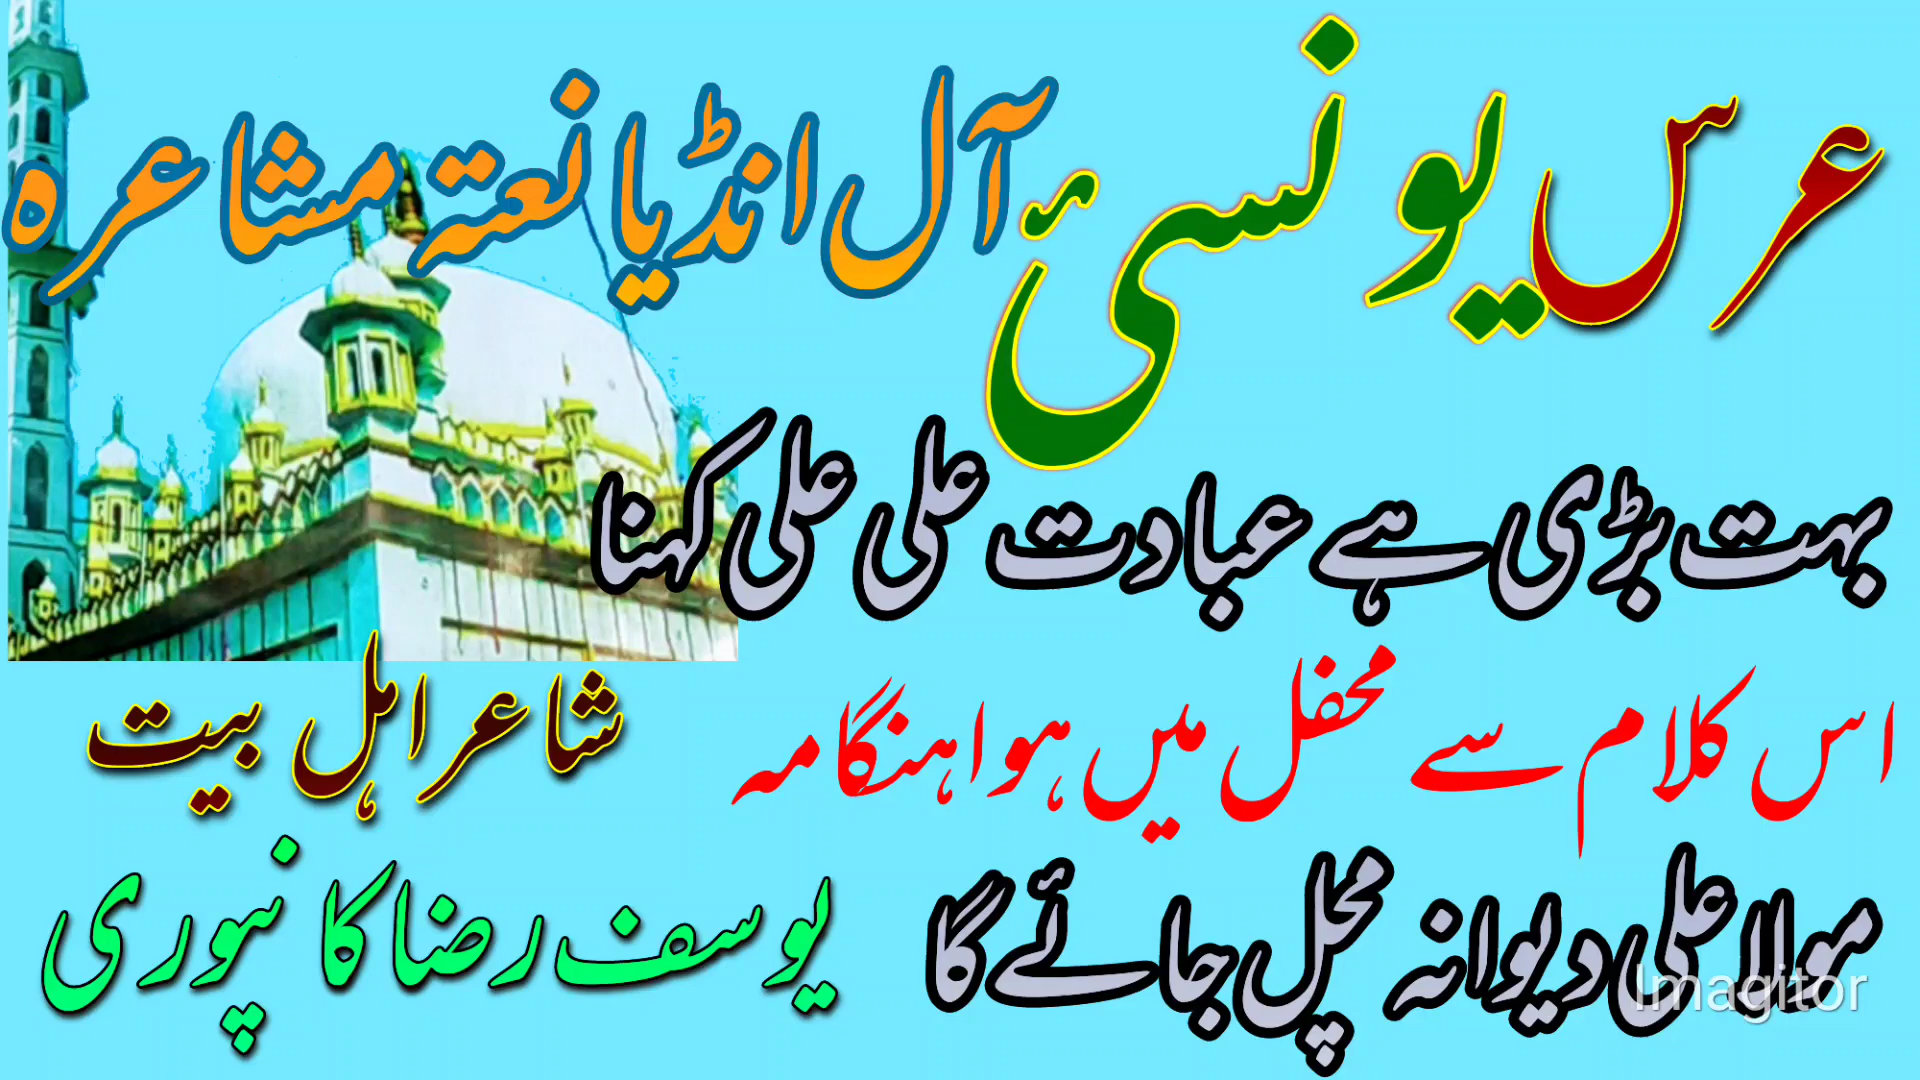 عرس یونسیٔ آل انڈیا نعتہ مشاعرہ
بہت بڑی ہے عبادت علی علی کہنا
اس کلام سے محفل میں ہوا ہنگامہ
شاعر اہل بیت
مولا علی دیوانہ مچل جائے گا
یوسف رضا کانپوری
Imagitor